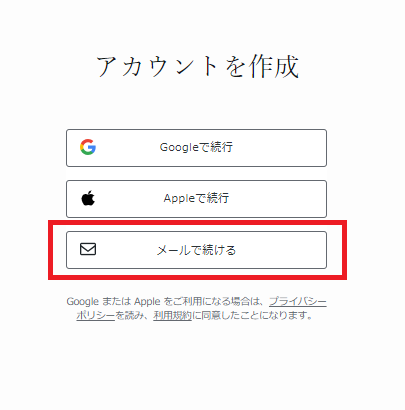 アカウントを作成
Googleで続行
Appleで続行
メールで続ける
Google または Apple をご利用になる場合は、プライバシー
ポリシーを読み、利用規約に同意したことになります。